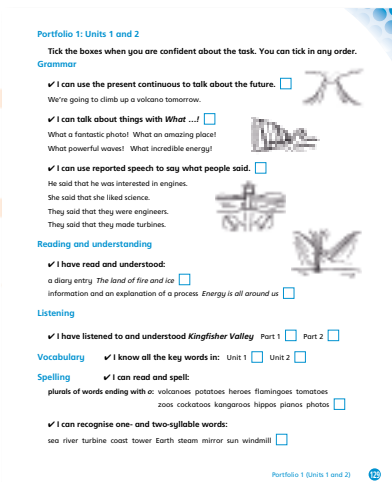 Portfolio 1: Units 1 and 2
Tick the boxes when you are confident about the task. You can tick in any order.
Grammar
✔ I can use the present continuous to talk about the future.
We're going to climb up a volcano tomorrow.
✔ I can talk about things with What ...!
What a fantastic photo! What an amazing place!
What powerful waves! What incredible energy!
✔ I can use reported speech to say what people said.
He said that he was interested in engines.
She said that she liked science.
They said that they were engineers.
They said that they made turbines.
Reading and understanding
✔ I have read and understood:
a diary entry The land of fire and ice
information and an explanation of a process Energy is all around us
Listening
✔ I have listened to and understood Kingfisher Valley Part 1 Part 2
Vocabulary ✔ I know all the key words in: Unit 1 Unit 2
Spelling ✔ I can read and spell:
plurals of words ending with o: volcanoes potatoes heroes flamingoes tomatoes
zoos cockatoos kangaroos hippos pianos photos
✔ I can recognise one- and two-syllable words:
sea river turbine coast tower Earth steam mirror sun windmill
Portfolio 1 (Units 1 and 2) 129